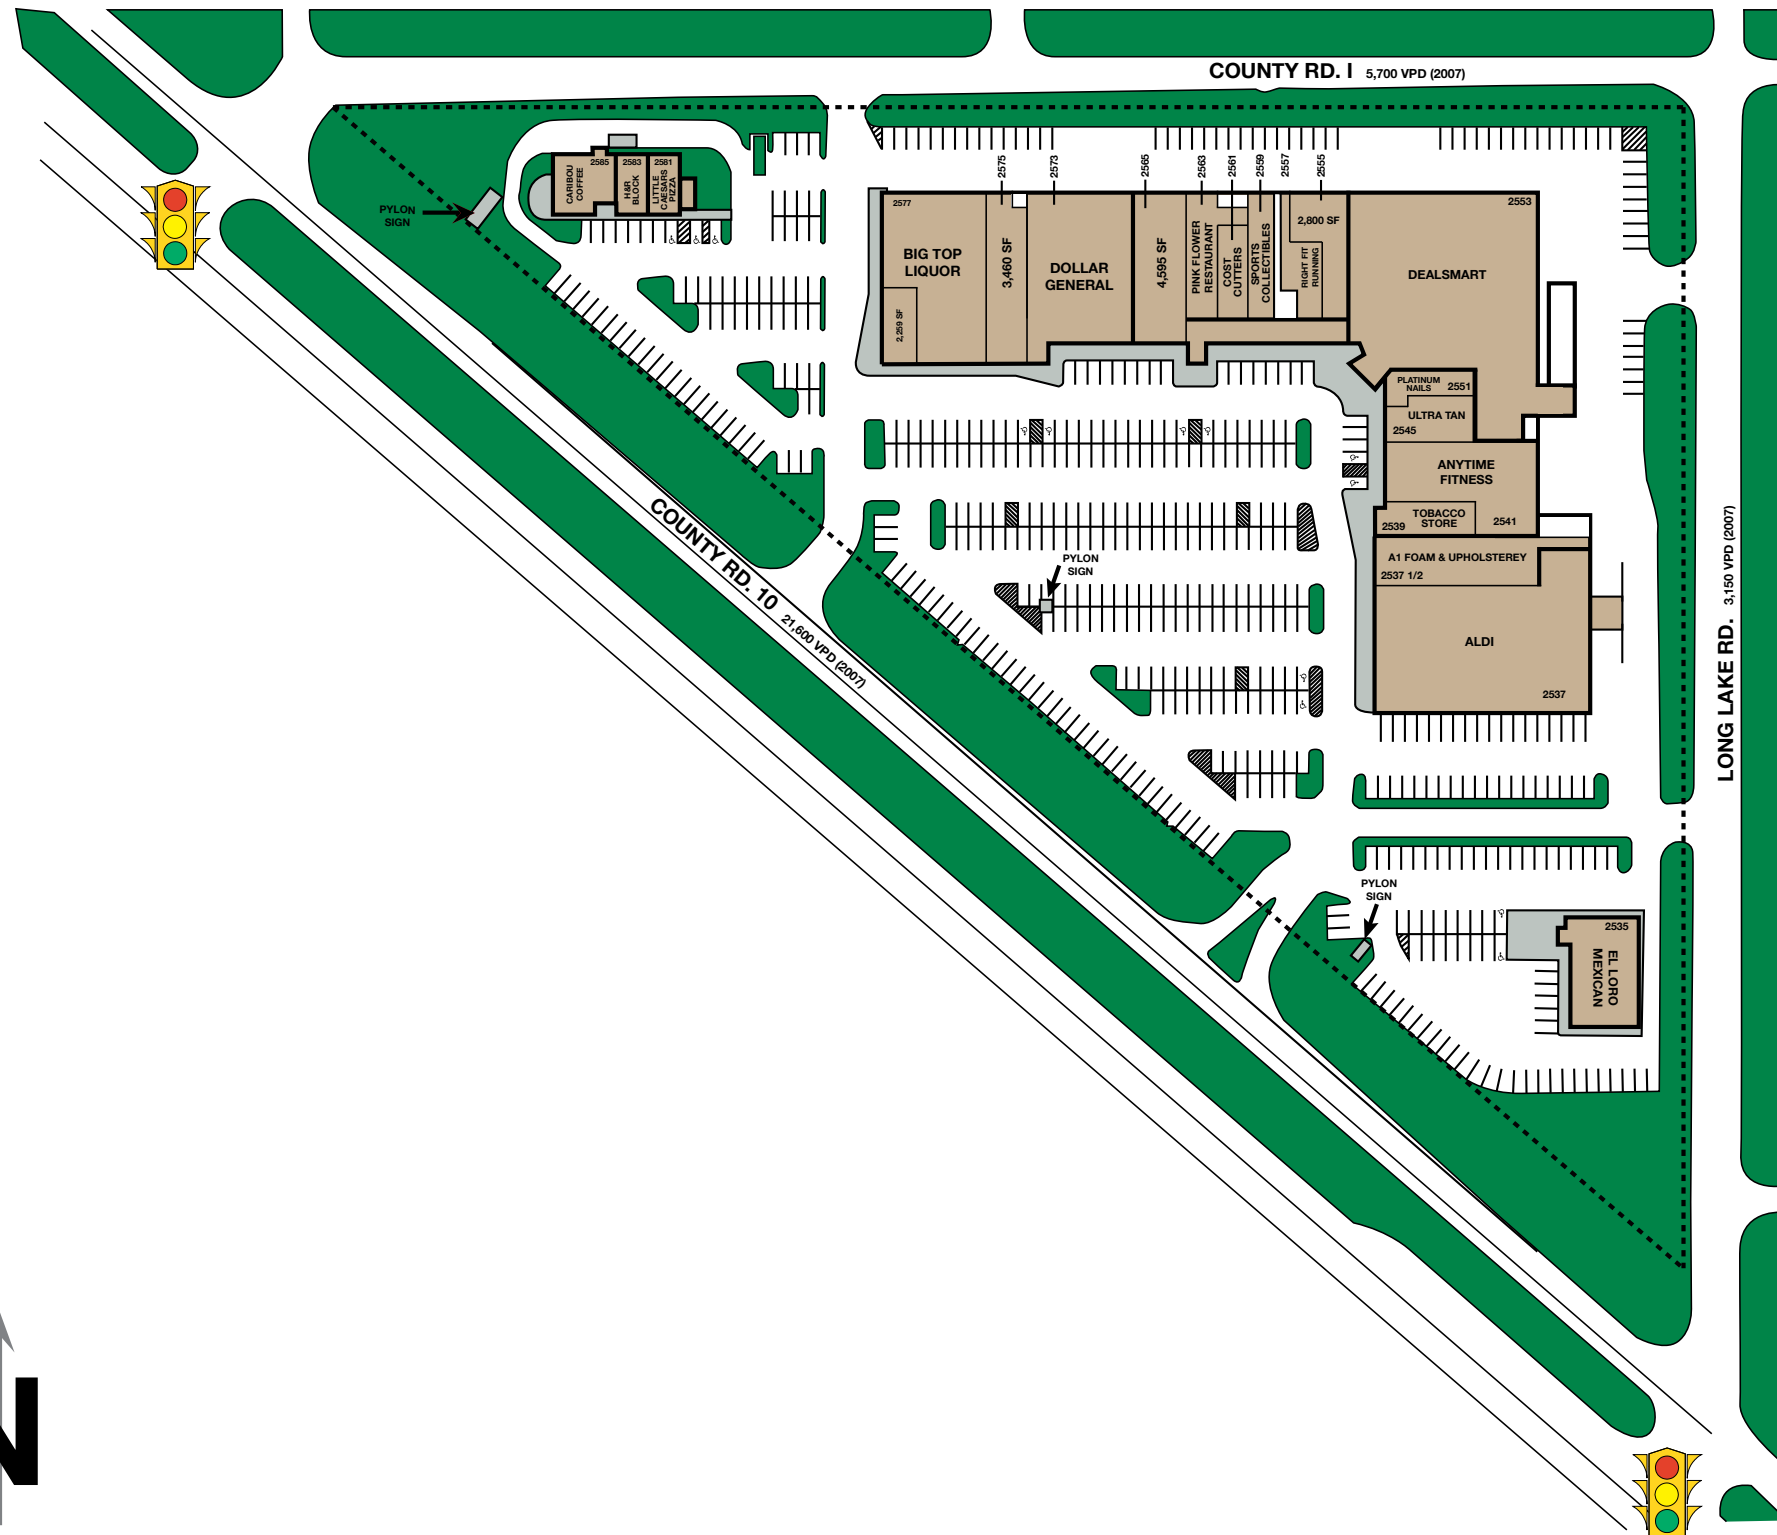 COUNTY RD. I 5,700 VPD (2007)
PYLON
SIGN
CARIBOU
COFFEE
2585
H&R
BLOCK
2583
LITTLE
CAESARS
PIZZA
2581
2575
2573
2565
2563
2561
2559
2557
2555
2577
BIG TOP
LIQUOR
2,259 SF
3,460 SF
DOLLAR
GENERAL
4,595 SF
PINK FLOWER
RESTAURANT
COST
CUTTERS
SPORTS
COLLECTIBLES
2,800 SF
RIGHT FIT
RUNNING
2553
DEALSMART
PLATINUM
NAILS
2551
ULTRA TAN
2545
ANYTIME
FITNESS
TOBACCO
STORE
2539
2541
A1 FOAM & UPHOLSTEREY
2537 1/2
ALDI
2537
PYLON
SIGN
COUNTY RD. 10 21,600 VPD (2007)
LONG LAKE RD. 3,150 VPD (2007)
PYLON
SIGN
2535
EL LORO
MEXICAN
N